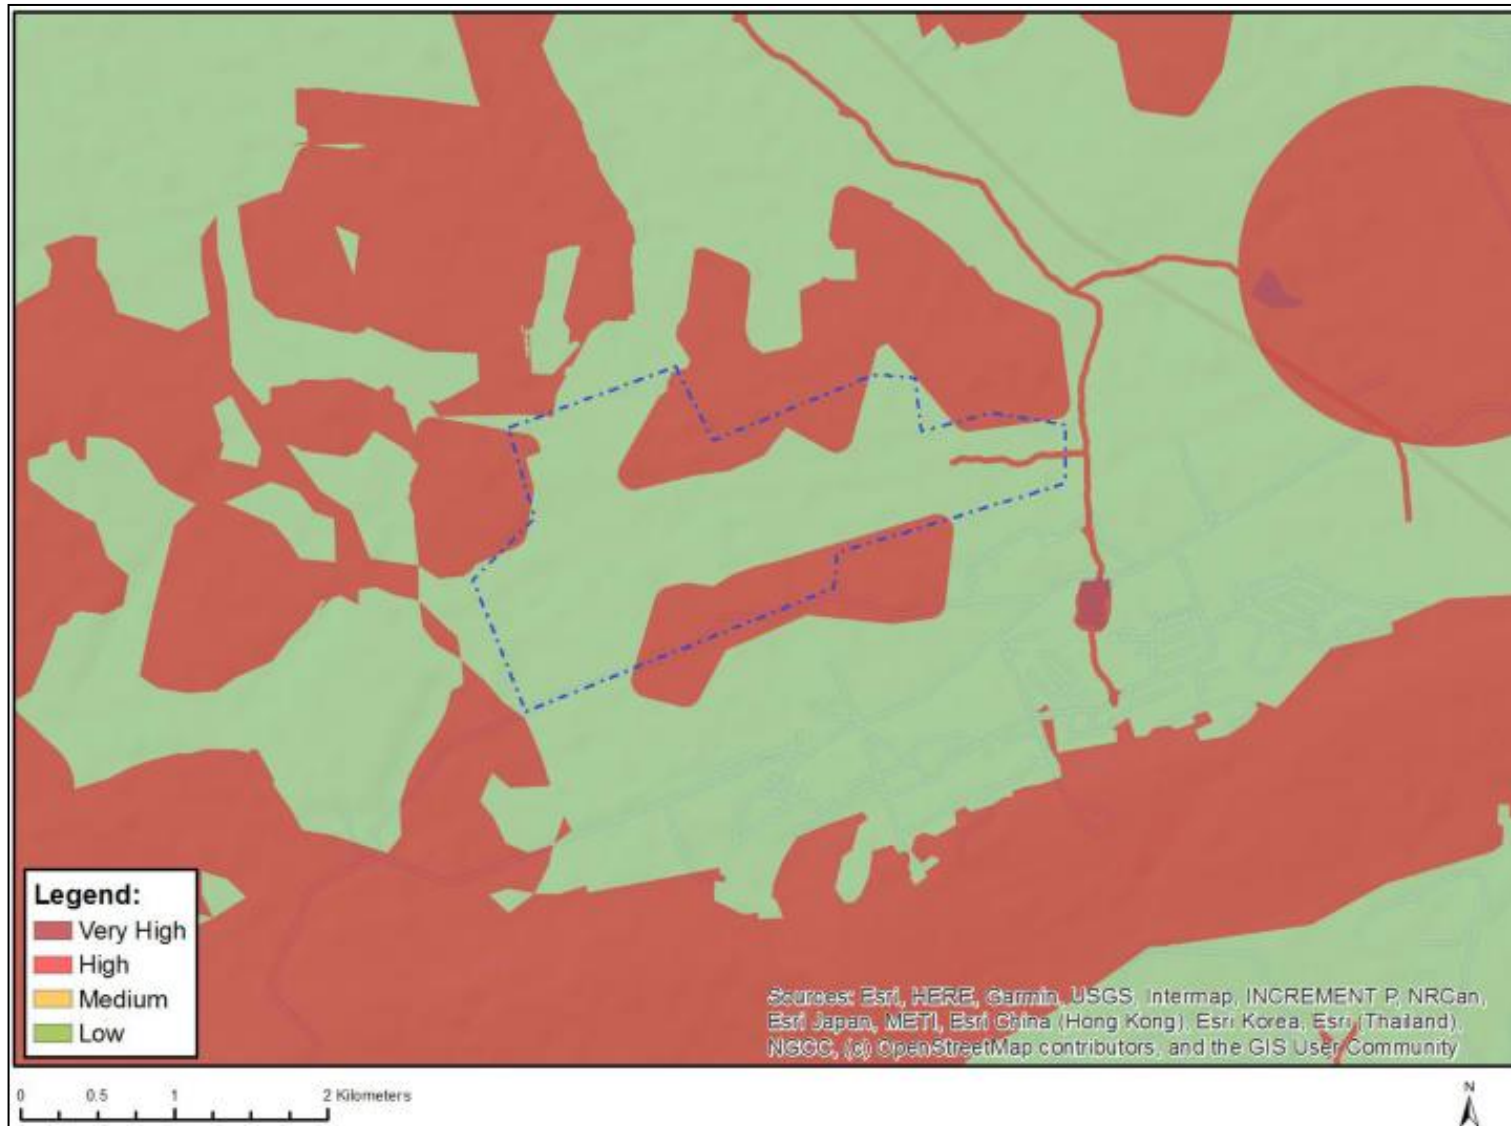 Legend:
Very High
High
Medium
Low
Sources: Esri, HERE, Garmin, USGS, Intermap, INCREMENT P, NRCan,
Esri Japan, METI, Esri China (Hong Kong), Esri Korea, Esri (Thailand),
NGCC, (c) OpenStreetMap contributors, and the GIS User Community
0 0.5 1 2 Kilometers
N